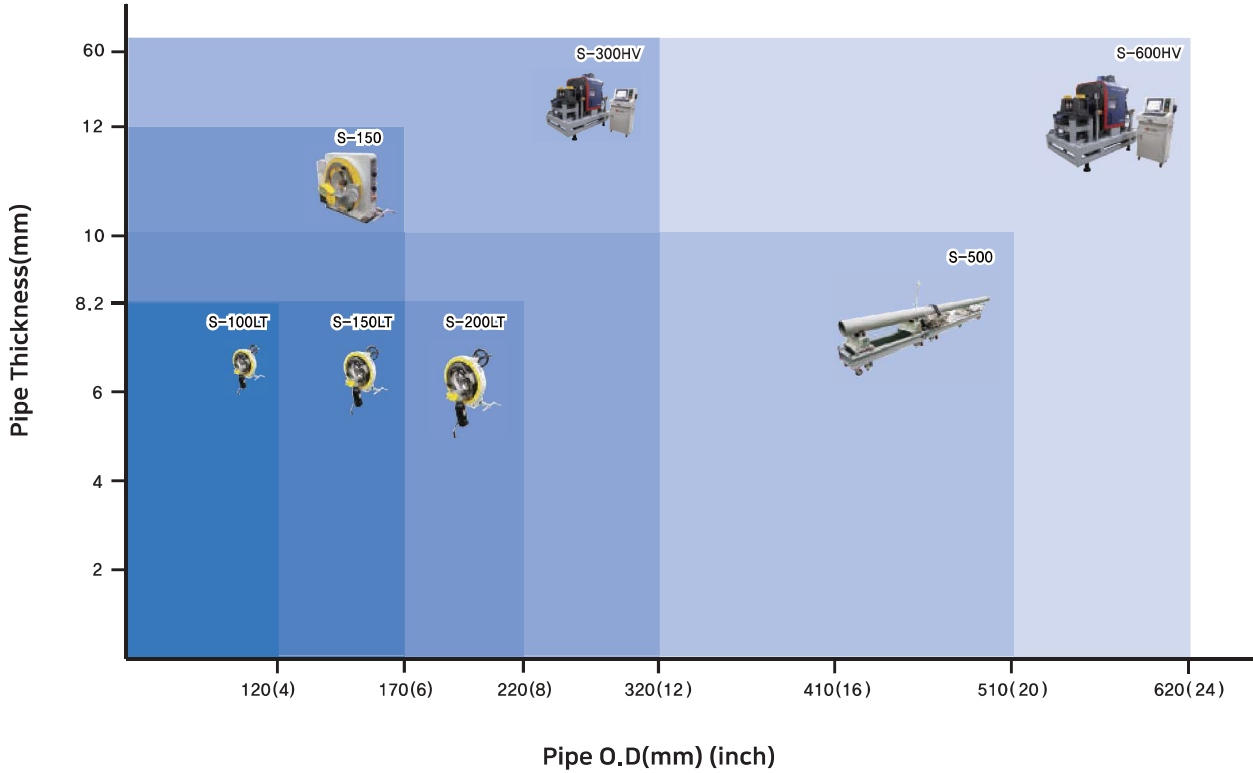 S-300HV
S-600HV
60
12
S-150
10
S-500
8.2
S-100LT
S-150LT
S-200LT
6
4
2
Pipe Thickness(mm)
120(4)
170(6)
220(8)
320(12)
410(16)
510(20)
620(24)
Pipe O.D(mm) (inch)